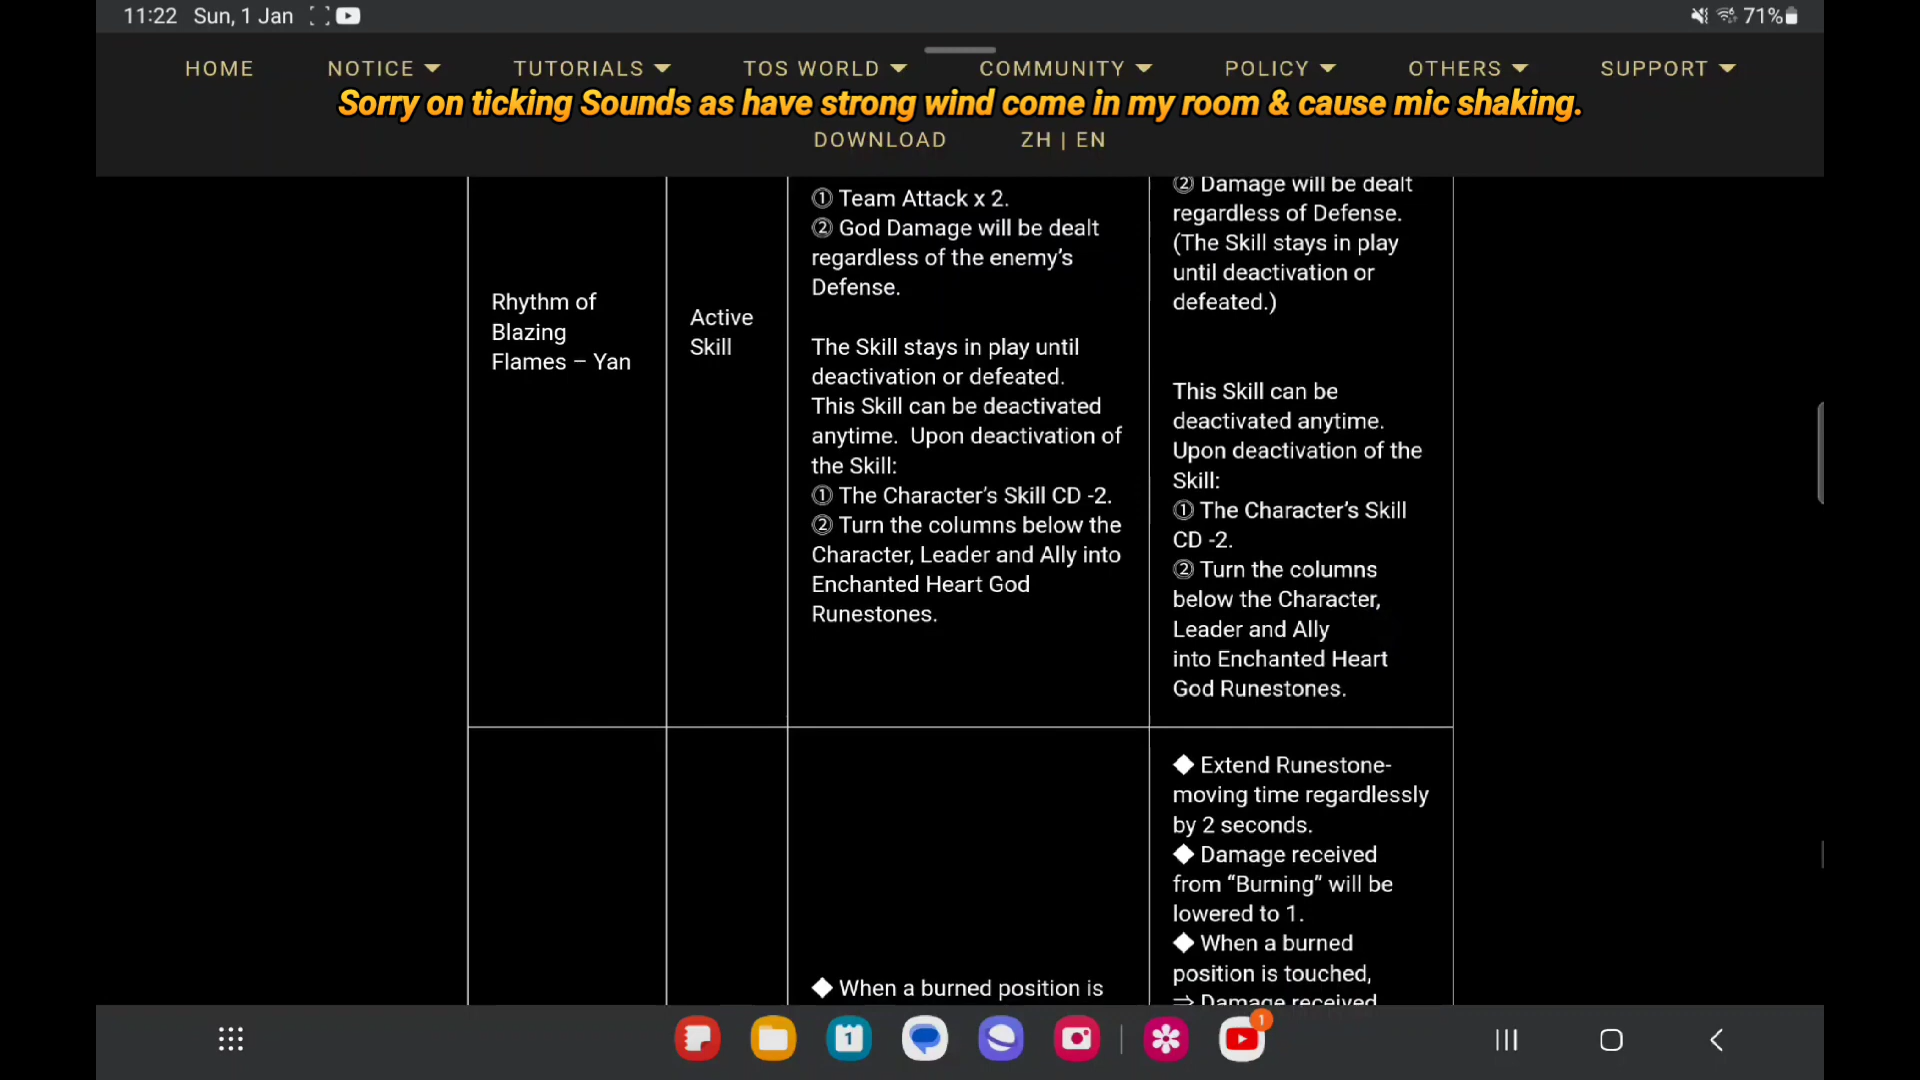 11:22 Sun, 1 Jan
71%
HOME NOTICE TUTORIALS TOS WORLD COMMUNITY POLICY OTHERS SUPPORT
Sorry on ticking Sounds as have strong wind come in my room & cause mic shaking.
DOWNLOAD ZH | EN
Rhythm of
Blazing
Flames – Yan
Active
Skill
① Team Attack x 2.
② God Damage will be dealt
regardless of the enemy’s
Defense.
The Skill stays in play until
deactivation or defeated.
This Skill can be deactivated
anytime. Upon deactivation of
the Skill:
① The Character’s Skill CD -2.
② Turn the columns below the
Character, Leader and Ally into
Enchanted Heart God
Runestones.
② Damage will be dealt
regardless of Defense.
(The Skill stays in play
until deactivation or
defeated.)
This Skill can be
deactivated anytime.
Upon deactivation of the
Skill:
① The Character’s Skill
CD -2.
② Turn the columns
below the Character,
Leader and Ally
into Enchanted Heart
God Runestones.
◆ When a burned position is
◆ Extend Runestone-
moving time regardlessly
by 2 seconds.
◆ Damage received
from “Burning” will be
lowered to 1.
◆ When a burned
position is touched,
⇒ Damage received
1
1